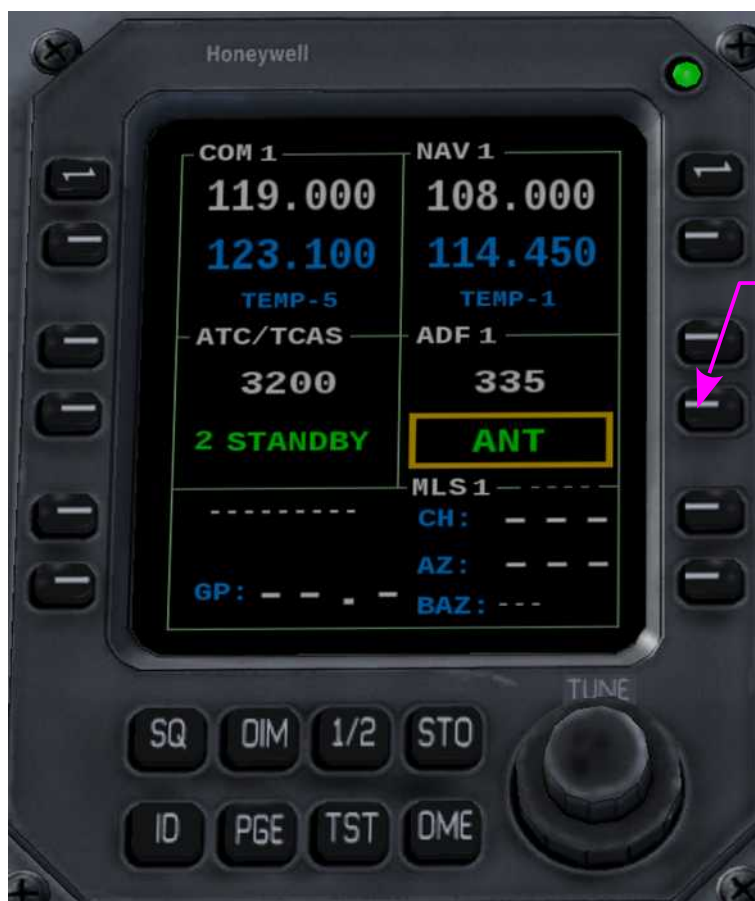 Honeywell
COM 1
NAV 1
119.000
108.000
123.100
114.450
TEMP-5
TEMP-1
ATC/TCAS
ADF 1
3200
335
2 STANDBY
ANT
MLS 1 -----
---------
CH: – – –
AZ: – – –
GP: – – . –
BAZ: ---
TUNE
SQ
DIM
1/2
STO
ID
PGE
TST
DME